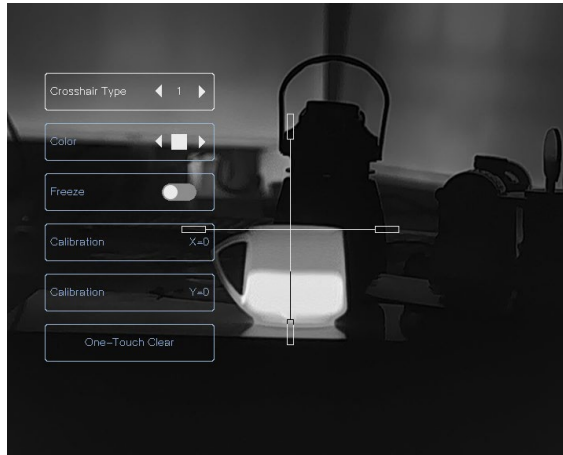 Crosshair Type 1
Color
Freeze
Calibration X=0
Calibration Y=0
One-Touch Clear